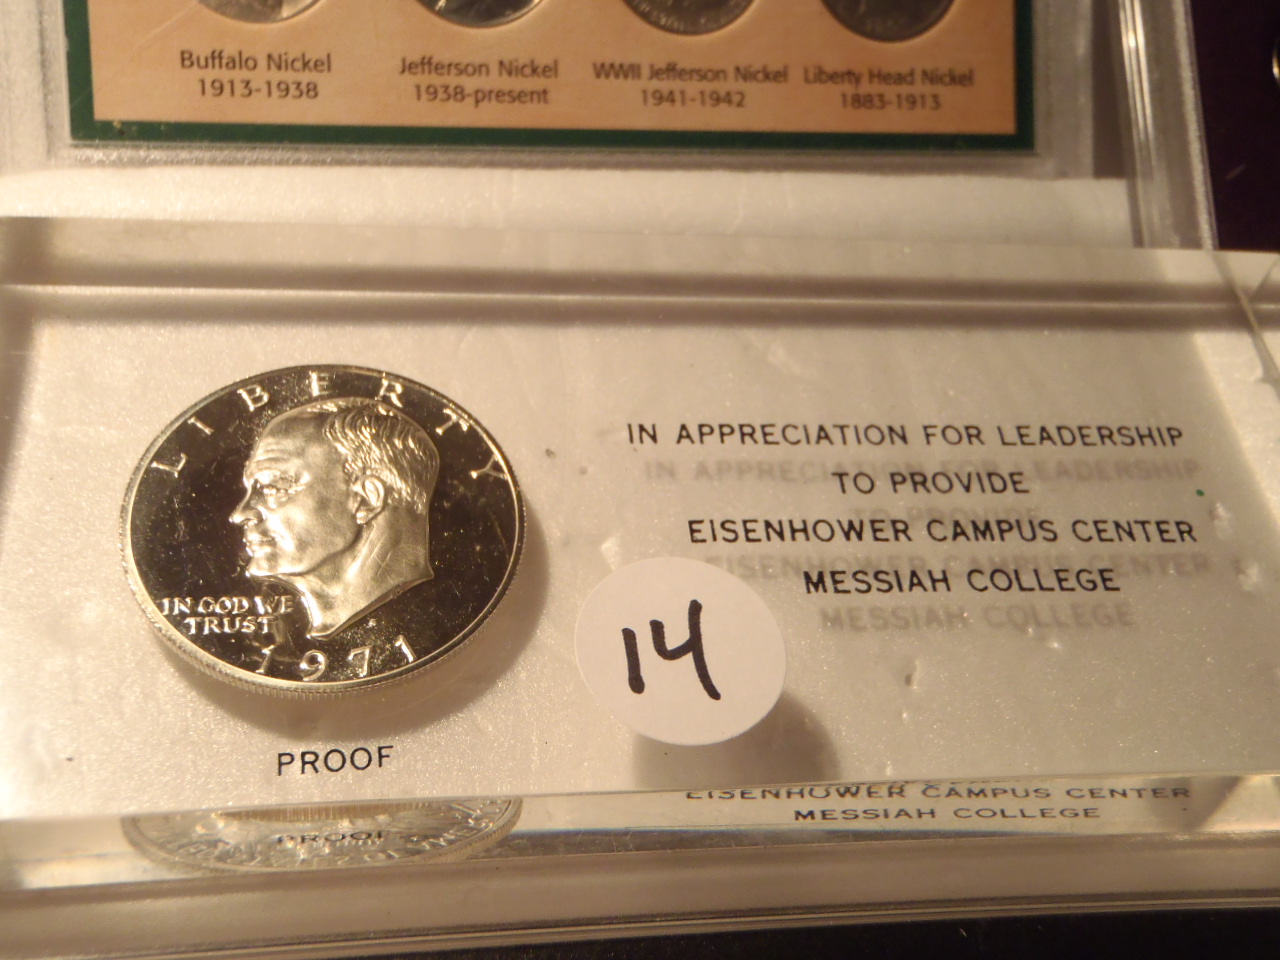 Buffalo Nickel
1913-1938
Jefferson Nickel
1938-present
WWII Jefferson Nickel
1941-1942
Liberty Head Nickel
1883-1913
LIBERTY
IN GOD WE
TRUST
1971
PROOF
IN APPRECIATION FOR LEADERSHIP
TO PROVIDE
EISENHOWER CAMPUS CENTER
MESSIAH COLLEGE
14
EISENHOWER CAMPUS CENTER
MESSIAH COLLEGE
PROOF